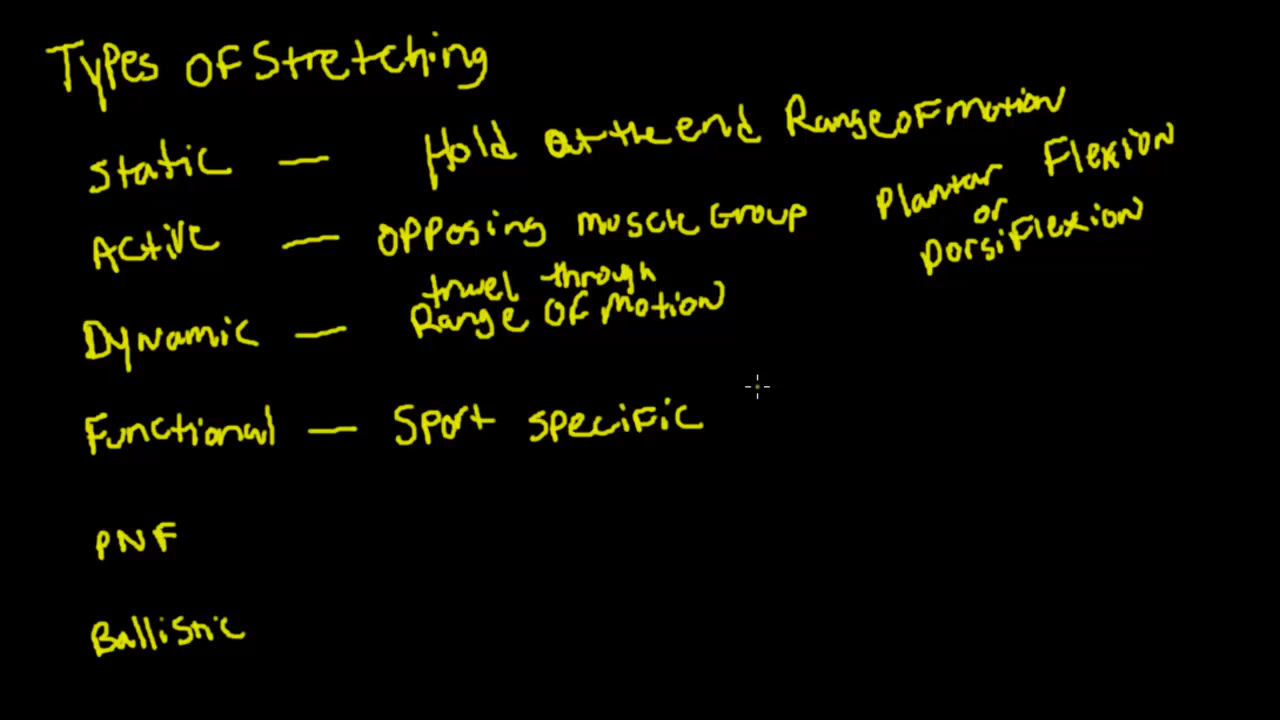 Types of Stretching
Static — Hold at the end Range of Motion
Active — Opposing Muscle Group
Plantar Flexion
or
Dorsiflexion
Dynamic — travel through
Range of Motion
Functional — Sport specific
PNF
Ballistic